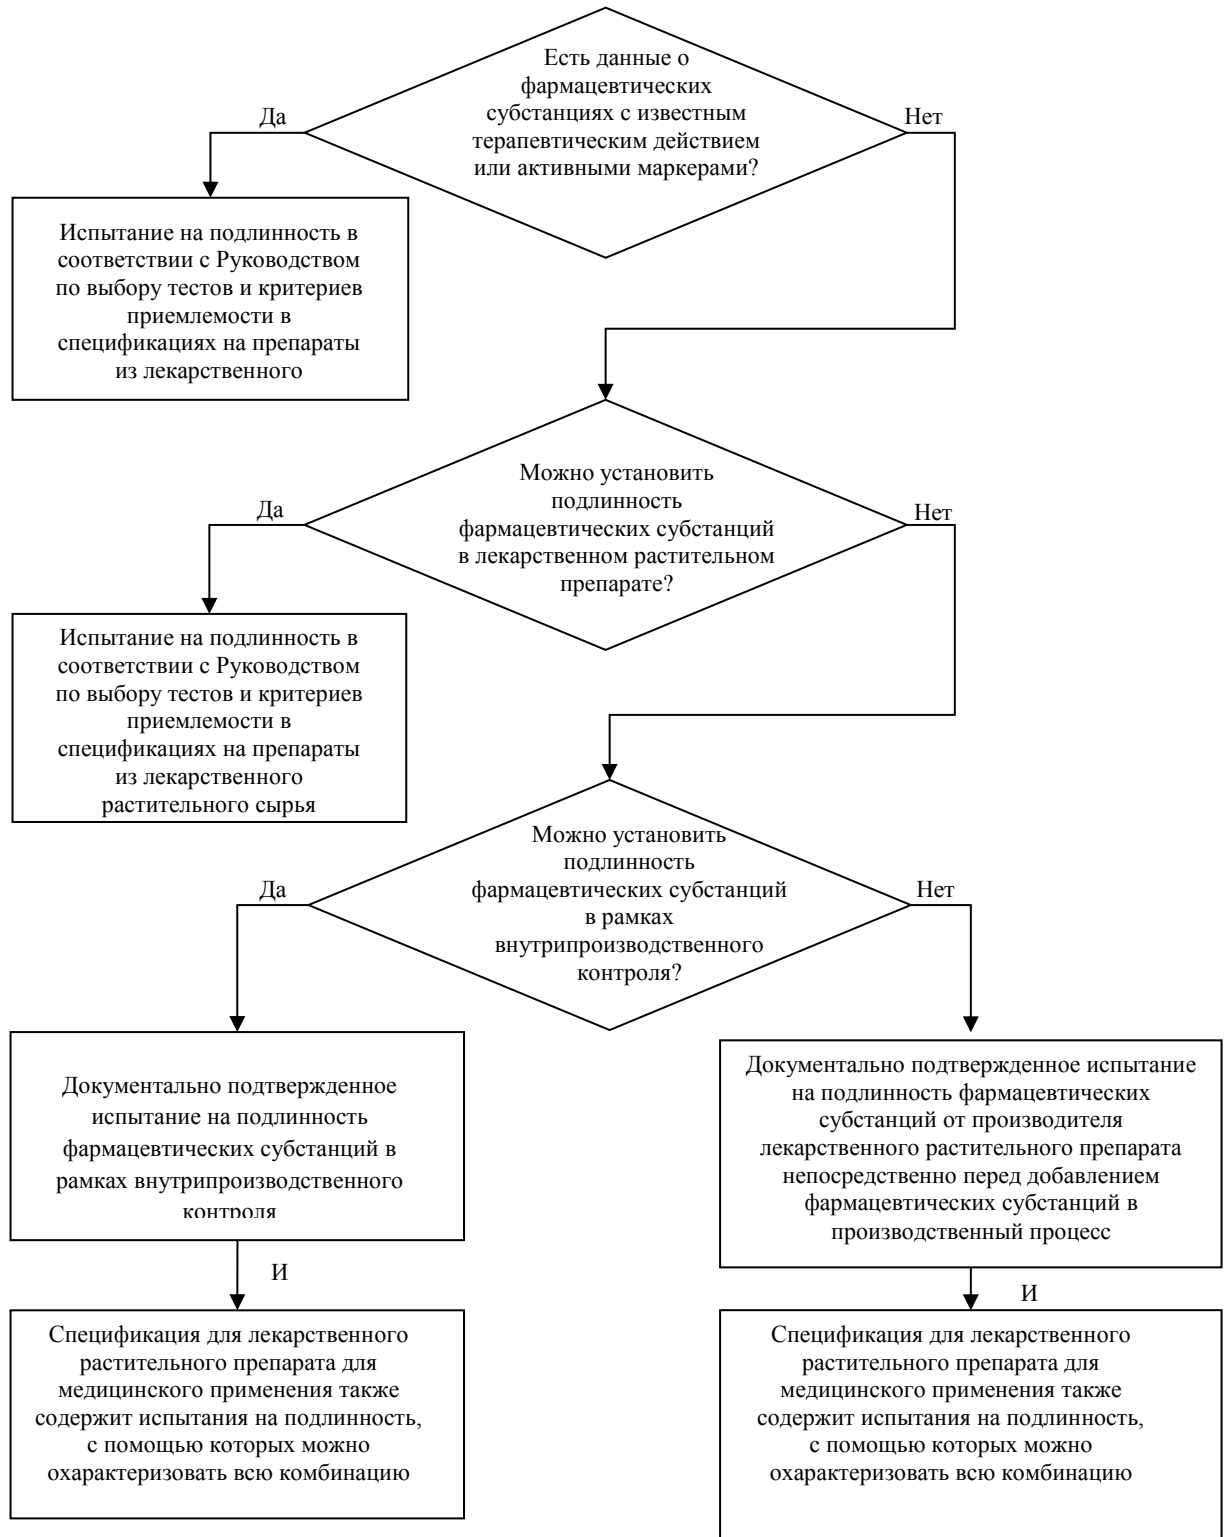 Есть данные о
фармацевтических
субстанциях с известным
терапевтическим действием
или активными маркерами?
Да
Нет
Испытание на подлинность в
соответствии с Руководством
по выбору тестов и критериев
приемлемости в
спецификациях на препараты
из лекарственного
Можно установить
подлинность
фармацевтических субстанций
в лекарственном растительном
препарате?
Да
Нет
Испытание на подлинность в
соответствии с Руководством
по выбору тестов и критериев
приемлемости в
спецификациях на препараты
из лекарственного
растительного сырья
Можно установить
подлинность
фармацевтических субстанций
в рамках
внутрипроизводственного
контроля?
Да
Нет
Документально подтвержденное
испытание на подлинность
фармацевтических субстанций в
рамках внутрипроизводственного
контроля
Документально подтвержденное испытание
на подлинность фармацевтических
субстанций от производителя
лекарственного растительного препарата
непосредственно перед добавлением
фармацевтических субстанций в
производственный процесс
И
И
Спецификация для лекарственного
растительного препарата для
медицинского применения также
содержит испытания на подлинность,
с помощью которых можно
охарактеризовать всю комбинацию
Спецификация для лекарственного
растительного препарата для
медицинского применения также
содержит испытания на подлинность,
с помощью которых можно
охарактеризовать всю комбинацию